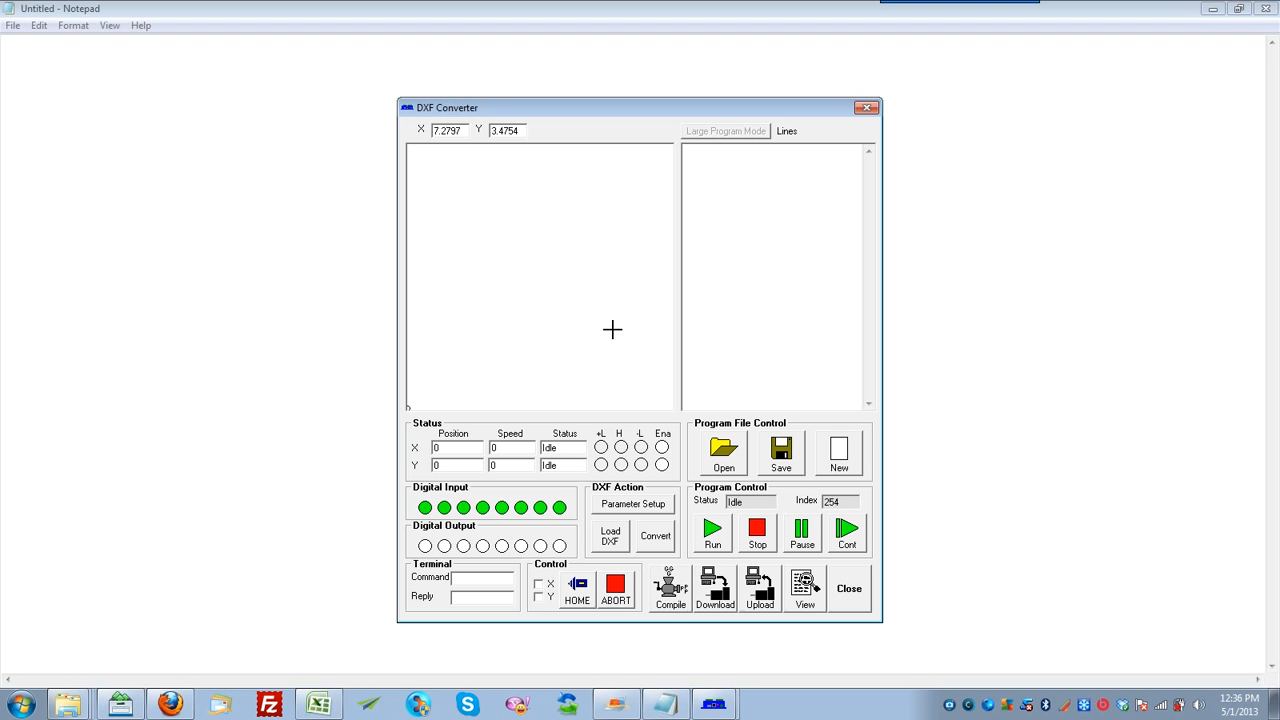 Untitled - Notepad
File Edit Format View Help
DXF Converter
X 7.2797 Y 3.4754 Large Program Mode Lines
Status
Position Speed Status +L H -L Ena
X 0 0 Idle
Y 0 0 Idle
Program File Control
Open Save New
Digital Input
DXF Action
Parameter Setup
Load DXF Convert
Program Control
Status Idle Index 254
Run Stop Pause Cont
Digital Output
Terminal
Command
Reply
Control
X
Y
HOME ABORT
Compile Download Upload View Close
12:36 PM
5/1/2013